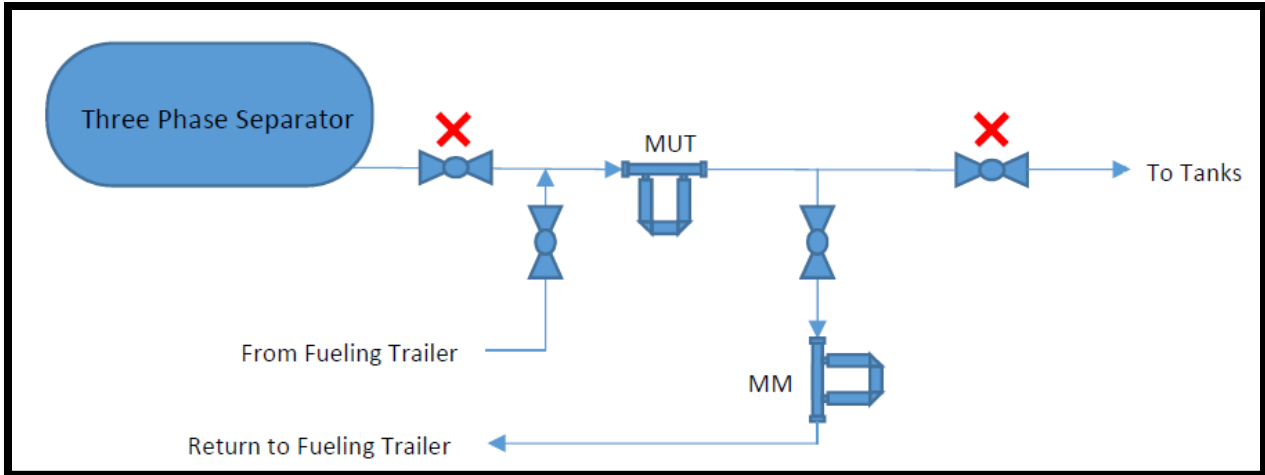 Three Phase Separator
MUT
To Tanks
From Fueling Trailer
MM
Return to Fueling Trailer